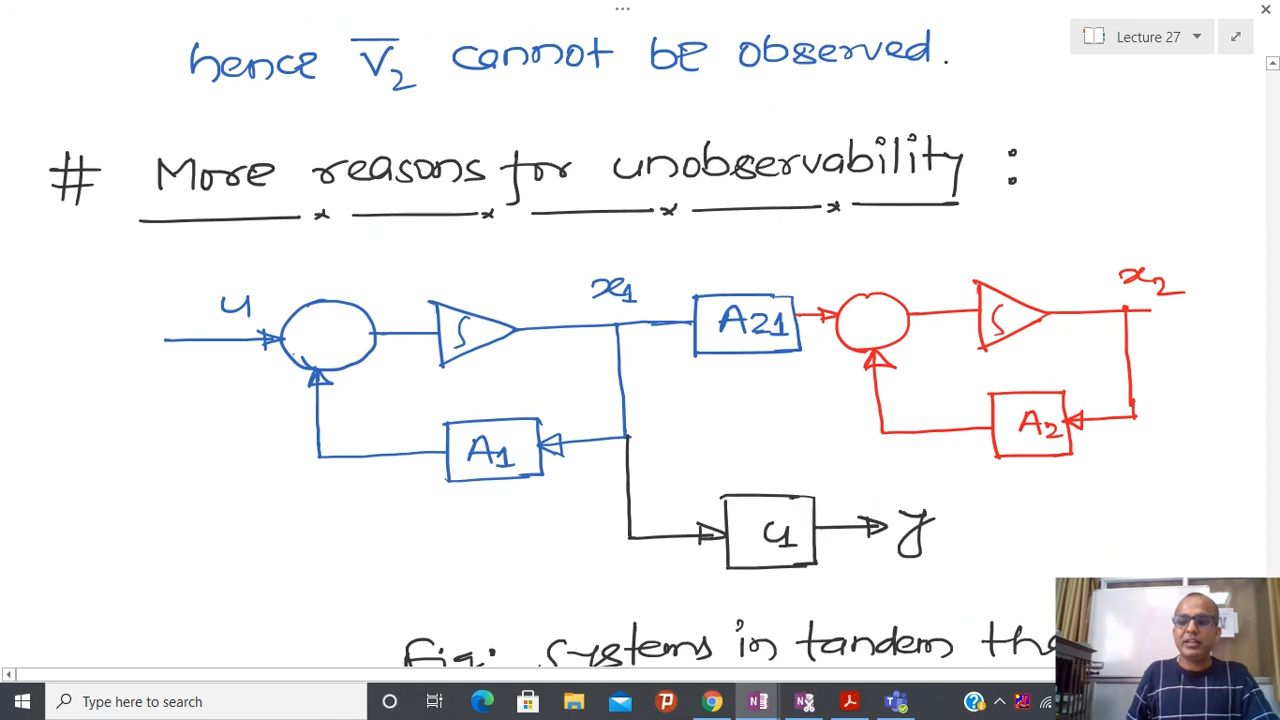 Lecture 27
hence V̅2 cannot be observed.
# More reasons for unobservability :
u
x1
A21
x2
∫
∫
A1
A2
C1
y
Fig: systems in tandem tha
Type here to search